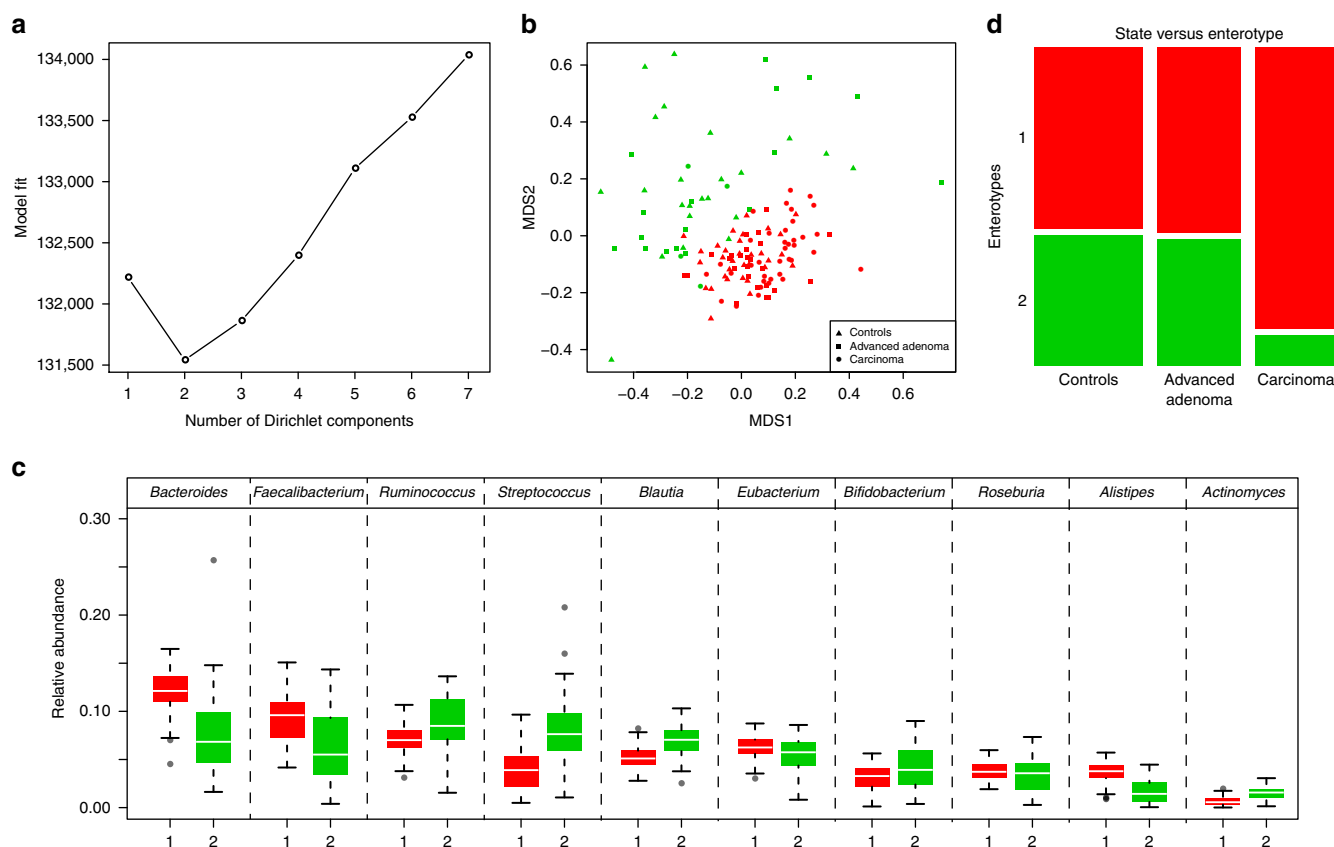 a
134,000
133,500
133,000
132,500
132,000
131,500
Model fit
1 2 3 4 5 6 7
Number of Dirichlet components
b
0.6
0.4
0.2
0.0
−0.2
−0.4
MDS2
Controls
Advanced adenoma
Carcinoma
−0.4 −0.2 0.0 0.2 0.4 0.6
MDS1
d
State versus enterotype
1
2
Enterotypes
Controls
Advanced
adenoma
Carcinoma
c
Bacteroides Faecalibacterium Ruminococcus Streptococcus Blautia Eubacterium Bifidobacterium Roseburia Alistipes Actinomyces
0.30
0.20
0.10
0.00
Relative abundance
1 2 1 2 1 2 1 2 1 2 1 2 1 2 1 2 1 2 1 2